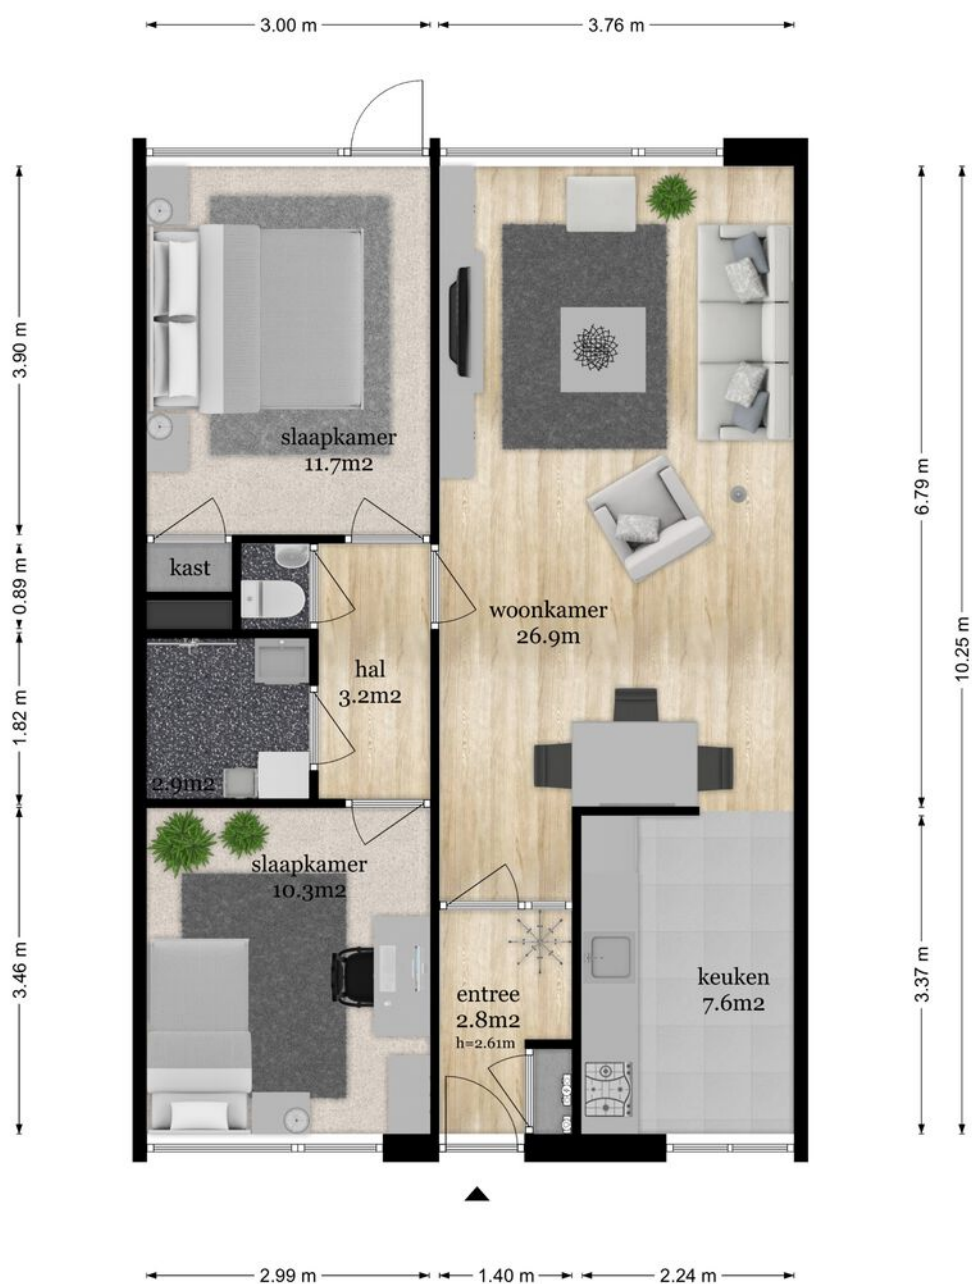 3.00 m
3.76 m
3.90 m
0.89 m
1.82 m
3.46 m
slaapkamer
11.7m2
kast
woonkamer
26.9m
hal
3.2m2
2.9m2
slaapkamer
10.3m2
entree
2.8m2
h=2.61m
keuken
7.6m2
6.79 m
3.37 m
10.25 m
2.99 m
1.40 m
2.24 m